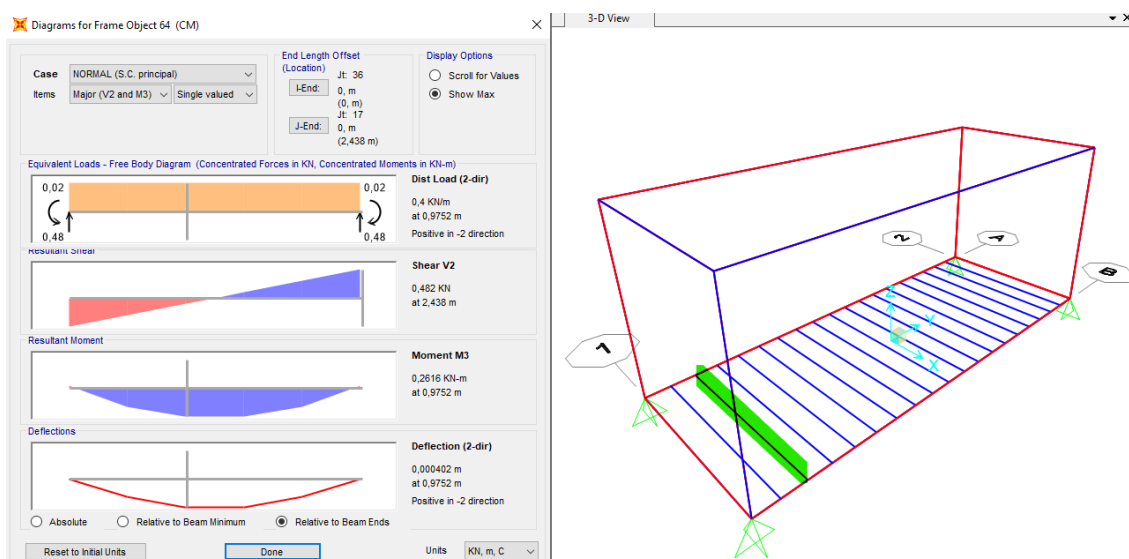 Diagrams for Frame Object 64 (CM)
Case NORMAL (S.C. principal)
Items Major (V2 and M3) Single valued
End Length Offset
(Location)
I-End: Jt: 36
0, m
(0, m)
J-End: Jt: 17
0, m
(2,438 m)
Display Options
Scroll for Values
Show Max
Equivalent Loads - Free Body Diagram (Concentrated Forces in KN, Concentrated Moments in KN-m)
0,02 0,02
0,48 0,48
Dist Load (2-dir)
0,4 KN/m
at 0,9752 m
Positive in -2 direction
Resultant Shear
Shear V2
0,482 KN
at 2,438 m
Resultant Moment
Moment M3
0,2616 KN-m
at 0,9752 m
Deflections
Deflection (2-dir)
0,000402 m
at 0,9752 m
Positive in -2 direction
Absolute Relative to Beam Minimum Relative to Beam Ends
Reset to Initial Units Done Units KN, m, C
3-D View
2 A
B
1
Z
Y
X